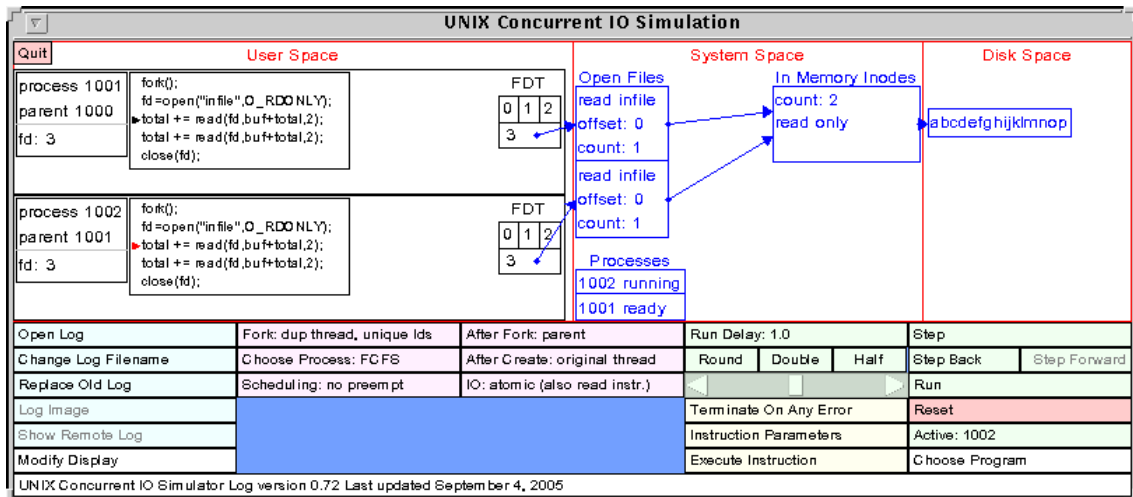 UNIX Concurrent IO Simulation
Quit
User Space
System Space
Disk Space
process 1001
parent 1000
fd: 3
fork();
fd=open("infile",O_RDONLY);
total += read(fd,buf+total,2);
total += read(fd,buf+total,2);
close(fd);
FDT
0 1 2
3
Open Files
read infile
offset: 0
count: 1
read infile
offset: 0
count: 1
In Memory Inodes
count: 2
read only
abcdefghijklmnop
process 1002
parent 1001
fd: 3
fork();
fd=open("infile",O_RDONLY);
total += read(fd,buf+total,2);
total += read(fd,buf+total,2);
close(fd);
FDT
0 1 2
3
Processes
1002 running
1001 ready
Open Log
Fork: dup thread, unique Ids
After Fork: parent
Run Delay: 1.0
Step
Change Log Filename
Choose Process: FCFS
After Create: original thread
Round
Double
Half
Step Back
Step Forward
Replace Old Log
Scheduling: no preempt
IO: atomic (also read instr.)
Run
Log Image
Terminate On Any Error
Reset
Show Remote Log
Instruction Parameters
Active: 1002
Modify Display
Execute Instruction
Choose Program
UNIX Concurrent IO Simulator Log version 0.72 Last updated September 4, 2005